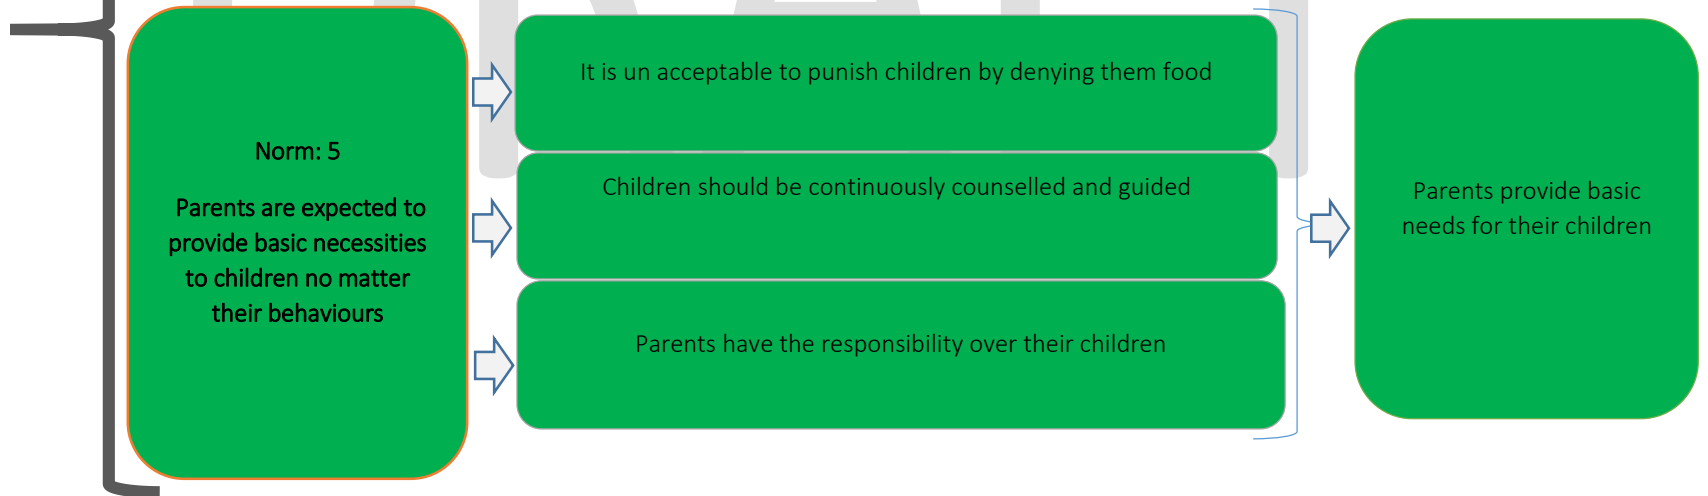 Norm: 5
Parents are expected to
provide basic necessities
to children no matter
their behaviours
It is un acceptable to punish children by denying them food
Children should be continuously counselled and guided
Parents have the responsibility over their children
Parents provide basic
needs for their children